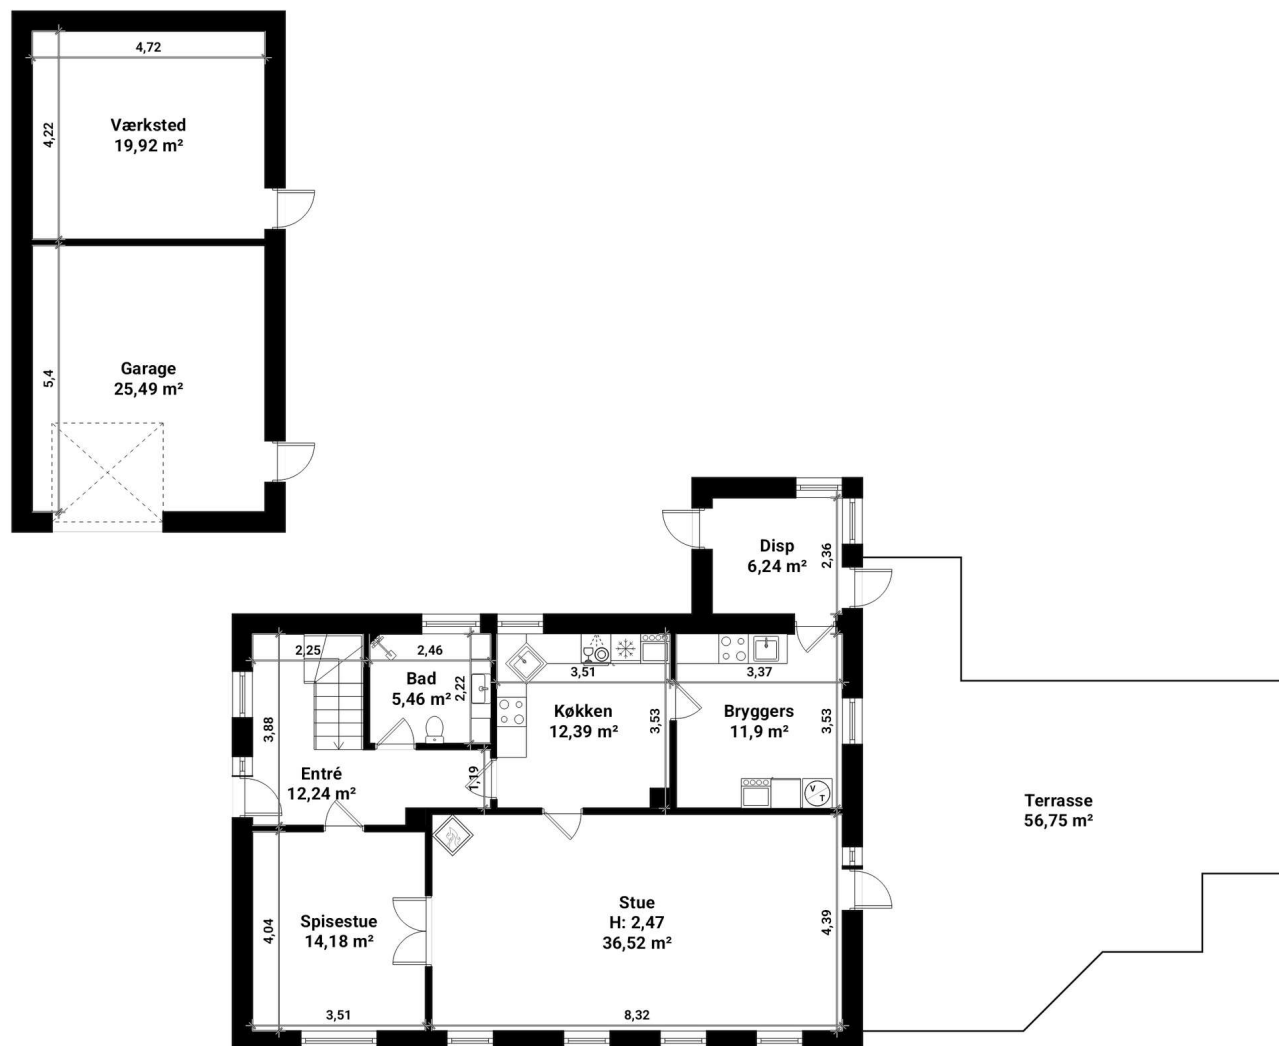 4,72
4,22
Værksted
19,92 m²
5,4
Garage
25,49 m²
Disp
6,24 m²
2,36
2,25
2,46
3,88
Bad
5,46 m²
2,22
3,51
Køkken
12,39 m²
3,53
3,37
Bryggers
11,9 m²
3,53
Entré
12,24 m²
1,19
V
T
Terrasse
56,75 m²
4,04
Spisestue
14,18 m²
3,51
Stue
H: 2,47
36,52 m²
4,39
8,32